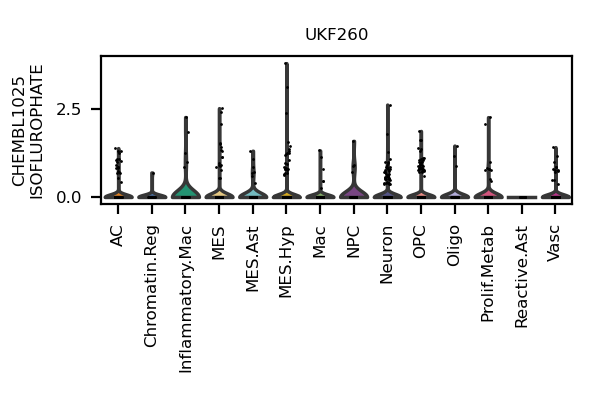 UKF260
CHEMBL1025
ISOFLUROPHATE
2.5
0.0
AC
Chromatin.Reg
Inflammatory.Mac
MES
MES.Ast
MES.Hyp
Mac
NPC
Neuron
OPC
Oligo
Prolif.Metab
Reactive.Ast
Vasc